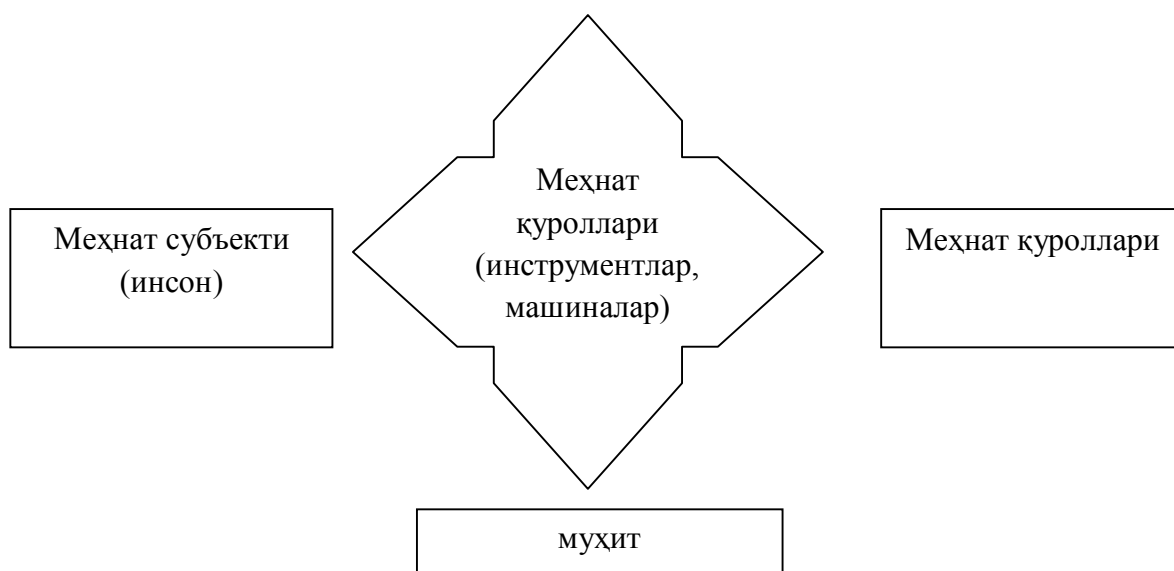 Меҳнат
қуроллари
(инструментлар,
машиналар)
Меҳнат субъекти
(инсон)
Меҳнат қуроллари
муҳит